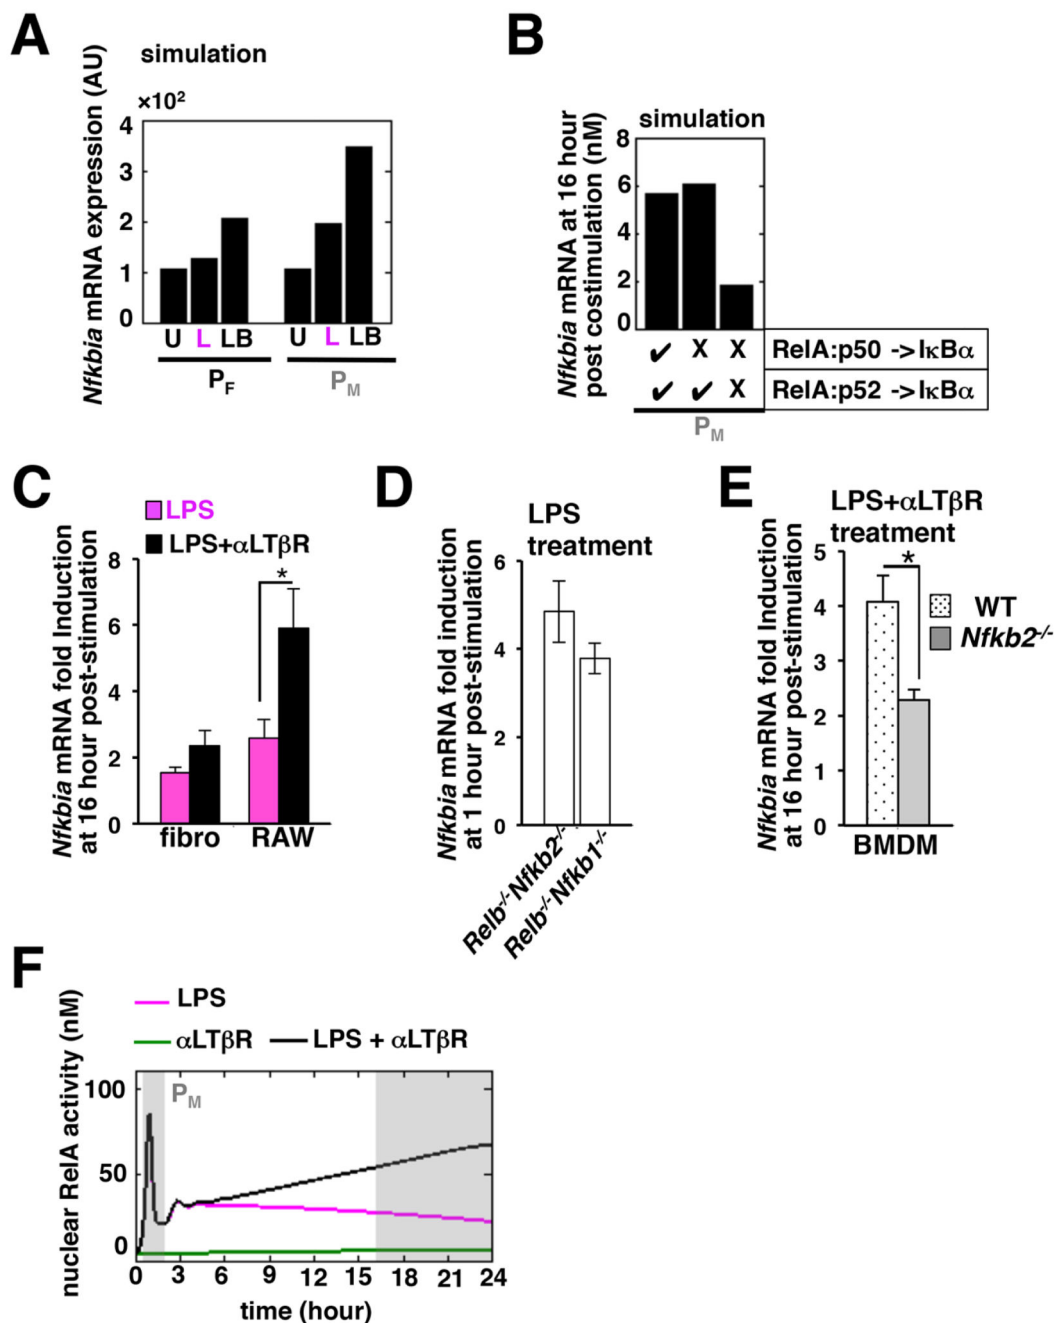 A
simulation
Nfkbia mRNA expression (AU)
×10²
4
3
2
1
0
U L LB U L LB
P_F P_M
B
simulation
Nfkbia mRNA at 16 hour
post costimulation (nM)
8
6
4
2
0
✓ X X RelA:p50 ->IκBα
✓ ✓ X RelA:p52 ->IκBα
P_M
C
LPS
LPS+αLTβR
Nfkbia mRNA fold Induction
at 16 hour post-stimulation
8
6
4
2
0
*
fibro RAW
D
LPS
treatment
Nfkbia mRNA fold induction
at 1 hour post-stimulation
6
4
2
0
Relb-/-Nfkb2-/-
Relb-/-Nfkb1-/-
E
LPS+αLTβR
treatment
Nfkbia mRNA fold Induction
at 16 hour post-stimulation
5
4
3
2
1
0
*
WT
Nfkb2-/-
BMDM
F
LPS
αLTβR LPS + αLTβR
nuclear RelA activity (nM)
100
50
0
P_M
0 3 6 9 12 15 18 21 24
time (hour)